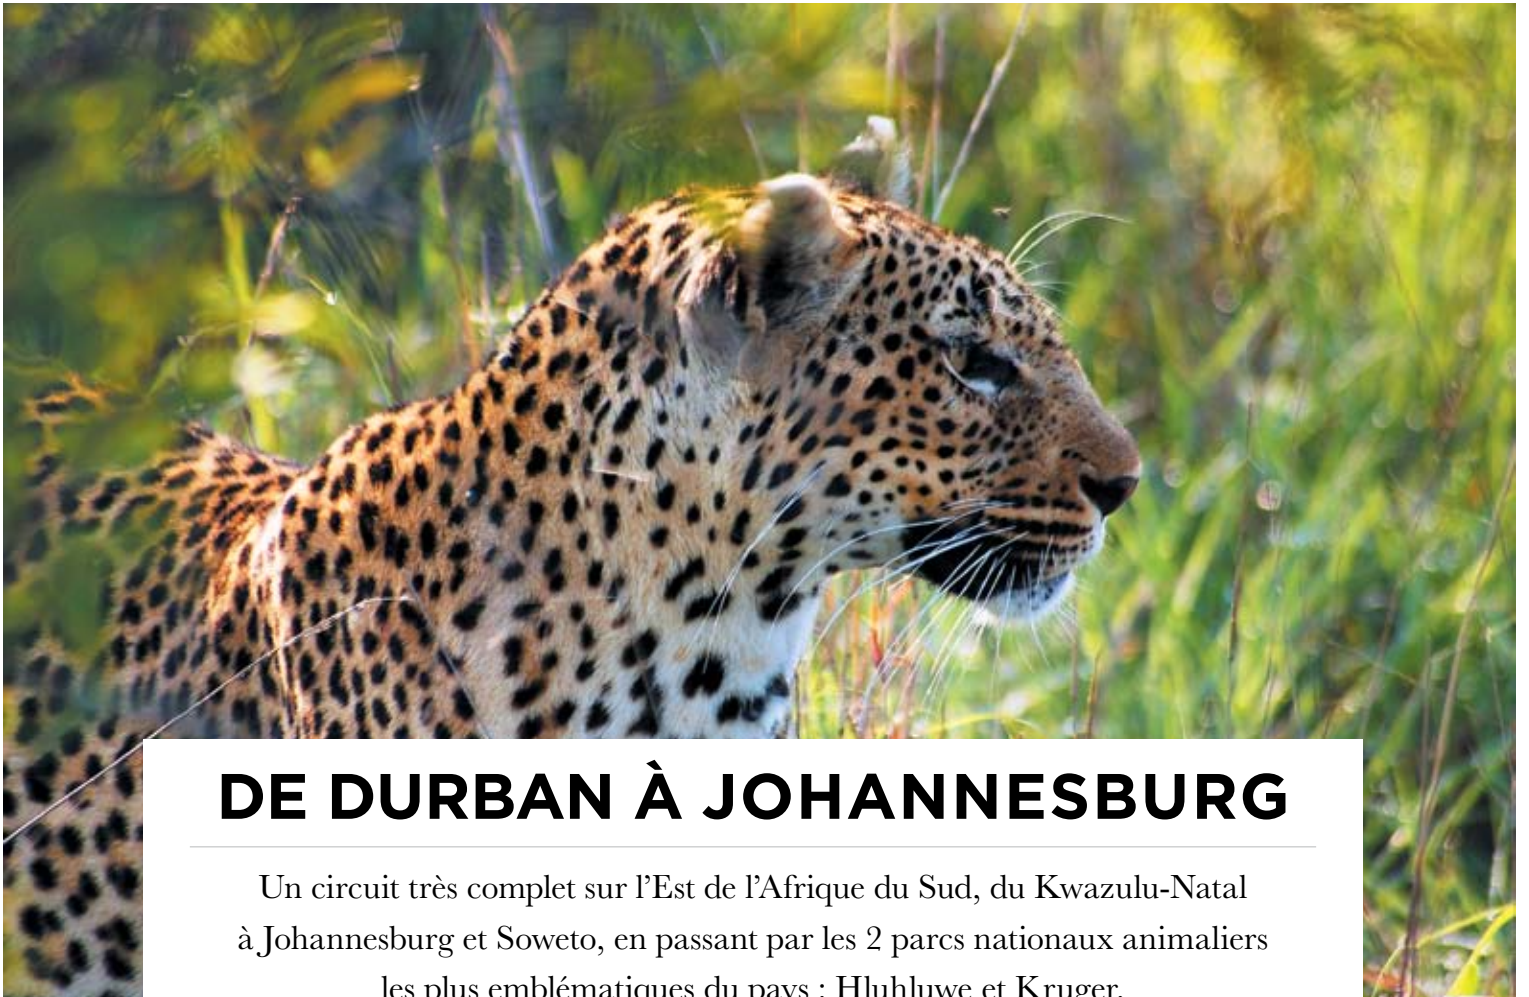 DE DURBAN À JOHANNESBURG
Un circuit très complet sur l’Est de l’Afrique du Sud, du Kwazulu-Natal
à Johannesburg et Soweto, en passant par les 2 parcs nationaux animaliers
les plus emblématiques du pays : Hluhluwe et Kruger.